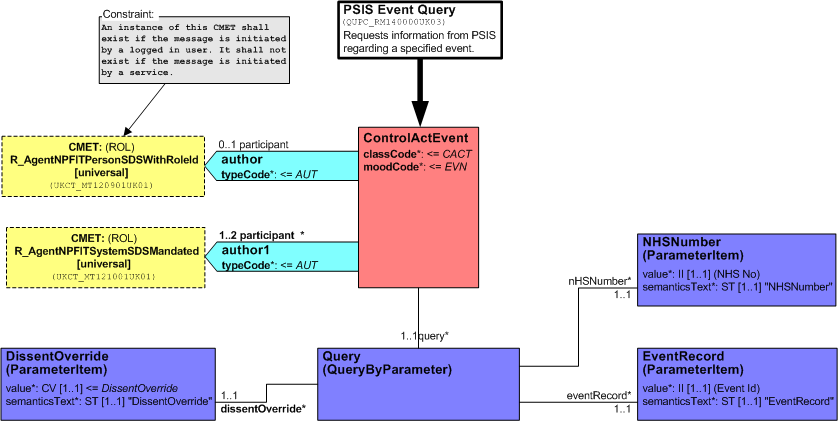 Constraint:
An instance of this CMET shall
exist if the message is initiated
by a logged in user. It shall not
exist if the message is initiated
by a service.
PSIS Event Query
(QUPC_RM140000UK03)
Requests information from PSIS
regarding a specified event.
CMET: (ROL)
R_AgentNPFITPersonSDSWithRoleId
[universal]
(UKCT_MT120901UK01)
0..1 participant
author
typeCode*: <= AUT
ControlActEvent
classCode*: <= CACT
moodCode*: <= EVN
CMET: (ROL)
R_AgentNPFITSystemSDSMandated
[universal]
(UKCT_MT121001UK01)
1..2 participant *
author1
typeCode*: <= AUT
NHSNumber
(ParameterItem)
value*: II [1..1] (NHS No)
semanticsText*: ST [1..1] "NHSNumber"
nHSNumber*
1..1
1..1query*
DissentOverride
(ParameterItem)
value*: CV [1..1] <= DissentOverride
semanticsText*: ST [1..1] "DissentOverride"
1..1
dissentOverride*
Query
(QueryByParameter)
eventRecord*
1..1
EventRecord
(ParameterItem)
value*: II [1..1] (Event Id)
semanticsText*: ST [1..1] "EventRecord"